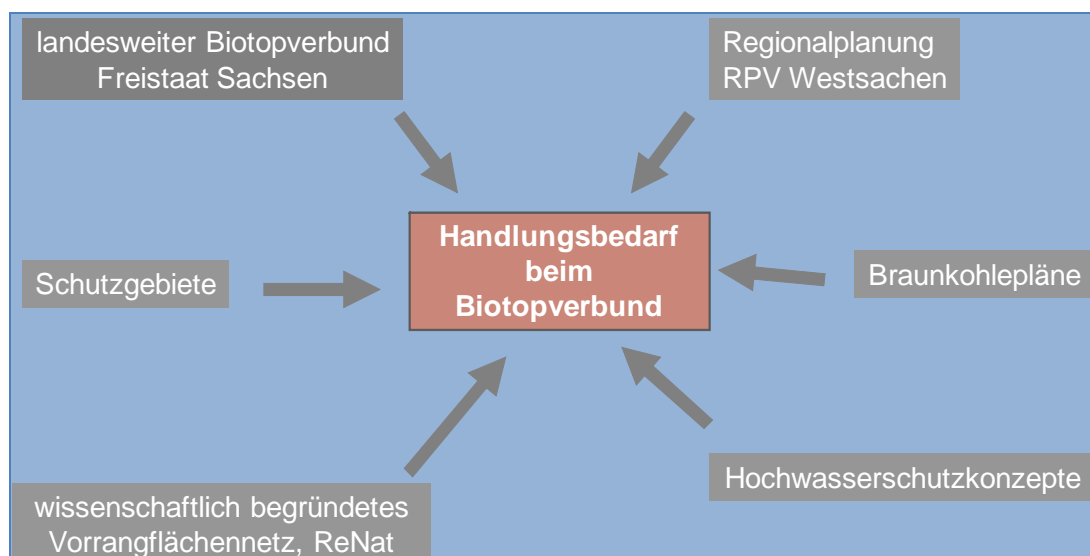 landesweiter Biotopverbund
Freistaat Sachsen
Regionalplanung
RPV Westsachen
Handlungsbedarf
beim
Biotopverbund
Schutzgebiete
Braunkohlepläne
Hochwasserschutzkonzepte
wissenschaftlich begründetes
Vorrangflächennetz, ReNat